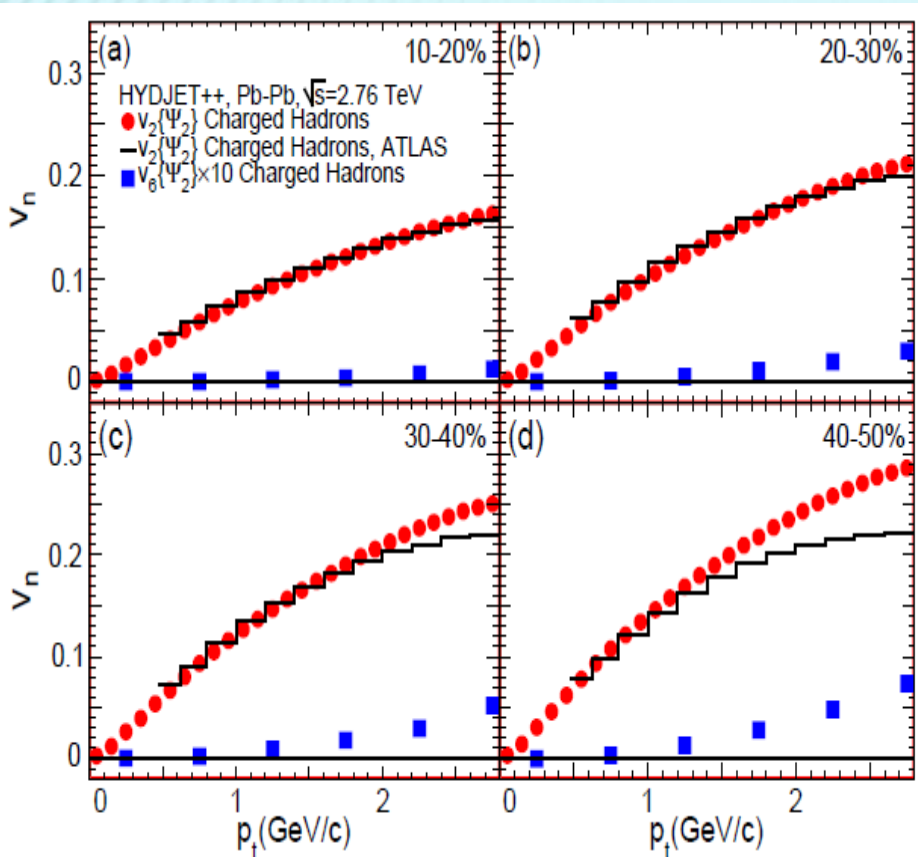 (a) 10-20%
0.3
HYDJET++, Pb-Pb, √s=2.76 TeV
v₂{Ψ₂} Charged Hadrons
v₂{Ψ₂} Charged Hadrons, ATLAS
v₆{Ψ₂}×10 Charged Hadrons
0.2
vₙ
0.1
0
(b) 20-30%
(c) 30-40%
0.3
0.2
vₙ
0.1
0
0 1 2
pₜ(GeV/c)
(d) 40-50%
0 1 2
pₜ(GeV/c)